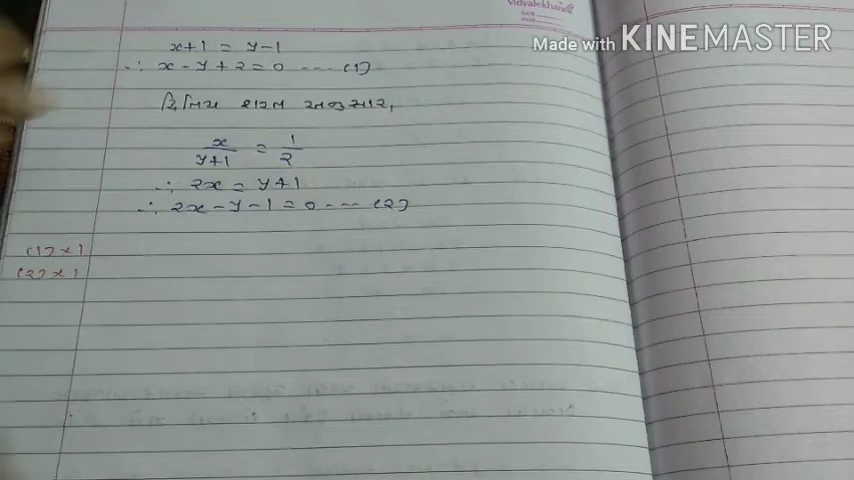 Vidyalekhan
Made with KINEMASTER
x+1 = y-1
∴ x-y+2=0 ---- (1)
દ્વિતિય શરત અનુસાર,
x/y+1 = 1/2
∴ 2x = y+1
∴ 2x-y-1=0 ---- (2)
(1)×1
(2)×1